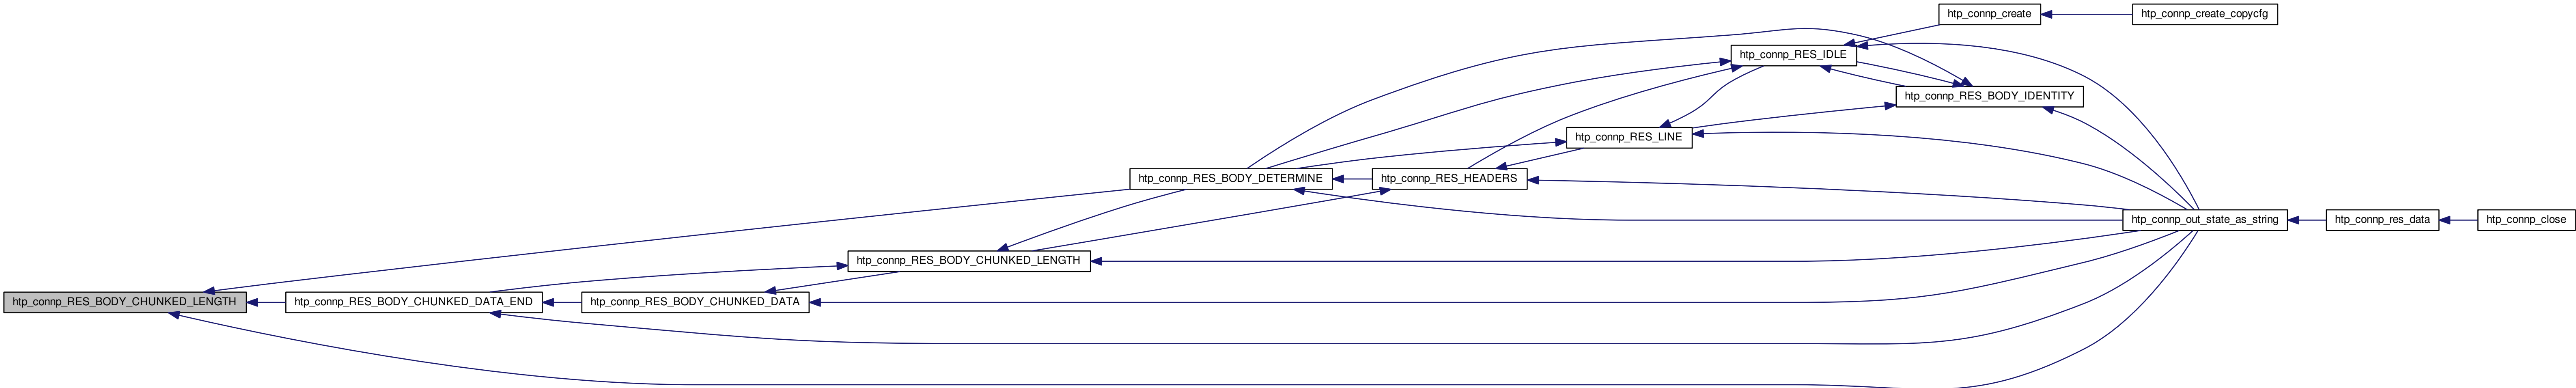 htp_connp_create
htp_connp_create_copycfg
htp_connp_RES_IDLE
htp_connp_RES_BODY_IDENTITY
htp_connp_RES_LINE
htp_connp_RES_BODY_DETERMINE
htp_connp_RES_HEADERS
htp_connp_out_state_as_string
htp_connp_res_data
htp_connp_close
htp_connp_RES_BODY_CHUNKED_LENGTH
htp_connp_RES_BODY_CHUNKED_LENGTH
htp_connp_RES_BODY_CHUNKED_DATA_END
htp_connp_RES_BODY_CHUNKED_DATA